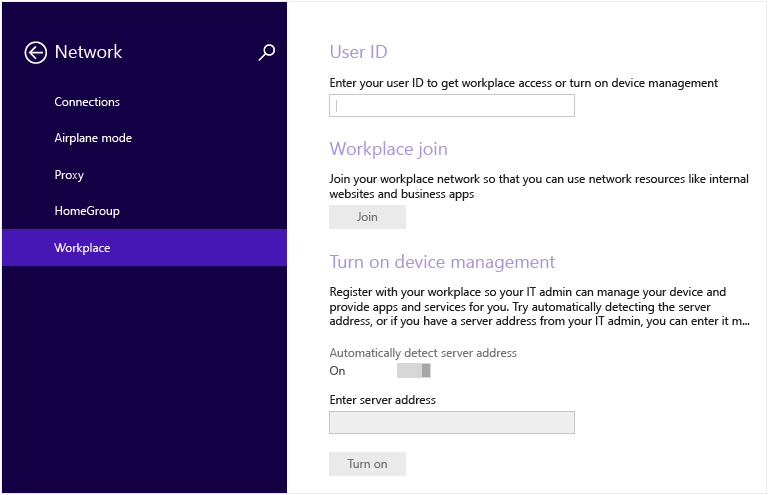 Network
Connections
Airplane mode
Proxy
HomeGroup
Workplace
User ID
Enter your user ID to get workplace access or turn on device management
Workplace join
Join your workplace network so that you can use network resources like internal
websites and business apps
Join
Turn on device management
Register with your workplace so your IT admin can manage your device and
provide apps and services for you. Try automatically detecting the server
address, or if you have a server address from your IT admin, you can enter it m...
Automatically detect server address
On
Enter server address
Turn on